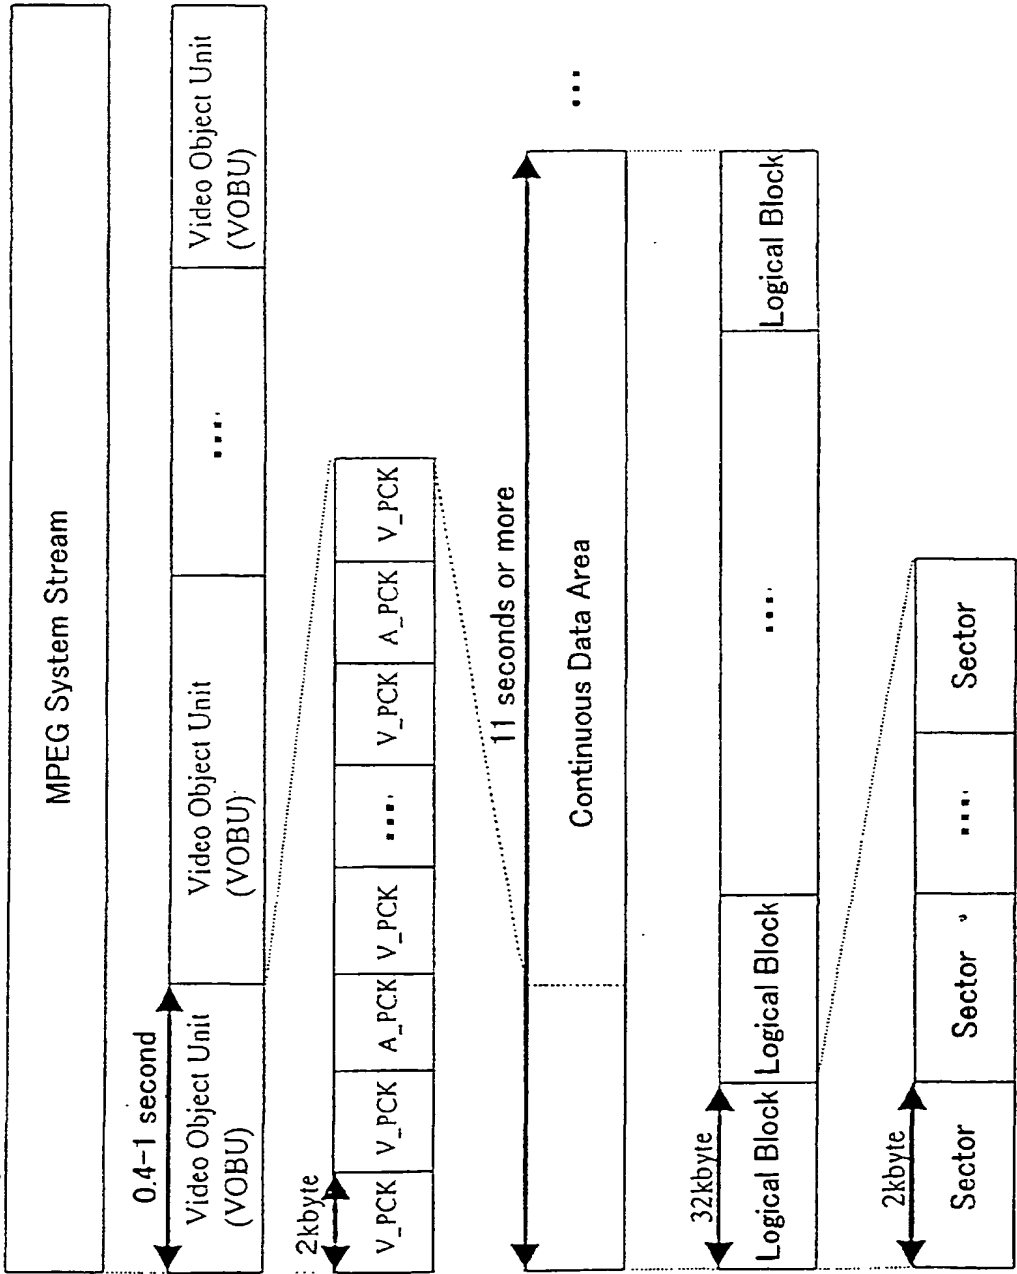 MPEG System Stream
0.4-1 second
Video Object Unit
(VOBU)
Video Object Unit
(VOBU)
....
Video Object Unit
(VOBU)
2kbyte
V_PCK
V_PCK
A_PCK
V_PCK
....
V_PCK
A_PCK
V_PCK
11 seconds or more
Continuous Data Area
...
32kbyte
Logical Block
Logical Block
....
Logical Block
2kbyte
Sector
Sector
....
Sector